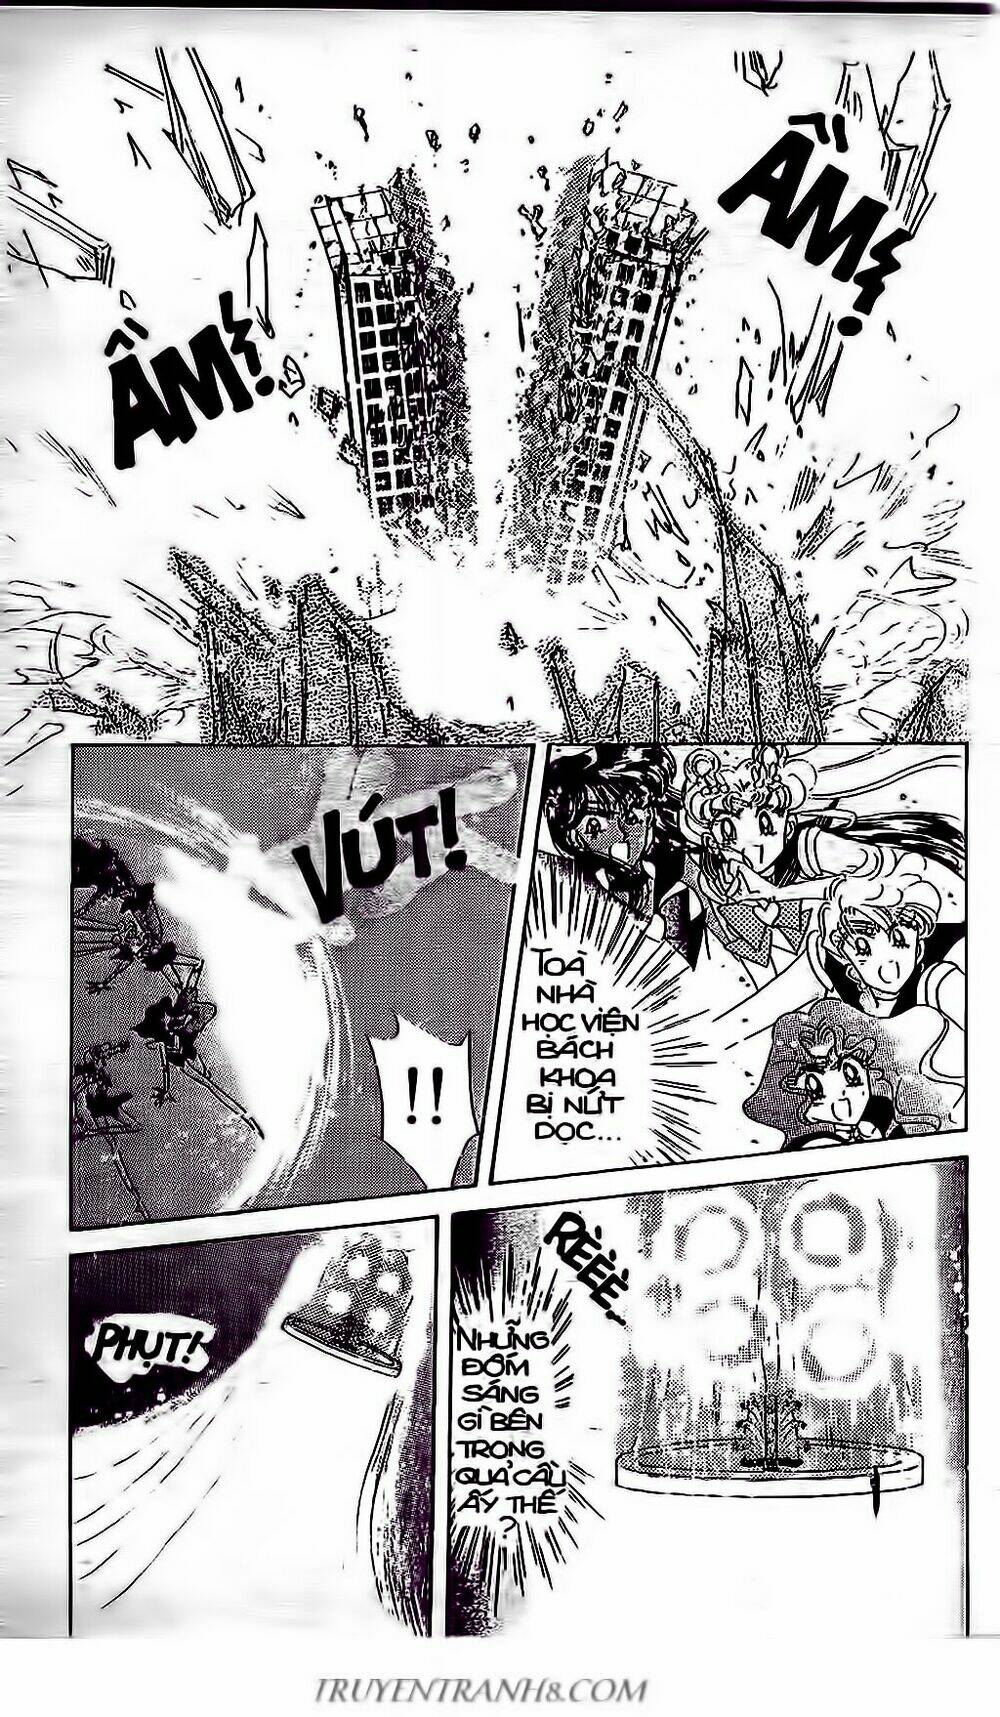 ẦM!
ẦM!
TOÀ
NHÀ
HỌC VIỆN
BÁCH
KHOA
BỊ NỨT
DỌC...
VÚT!
!!
RÈÈÈ...
NHỮNG
ĐỐM
SÁNG
GÌ BÊN
TRONG
QUẢ CẦU
ẤY THẾ
?
PHỤT!
TRUYENTRANH8.COM